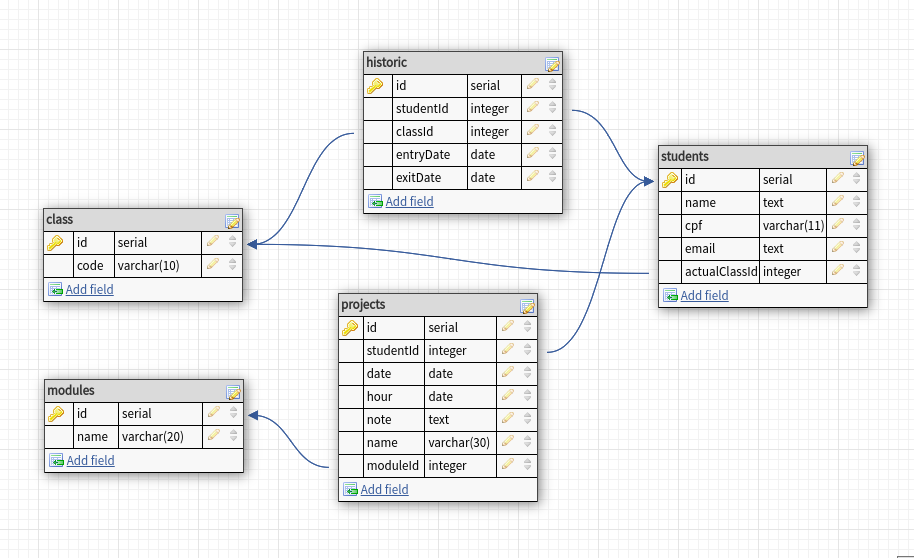 historic
id serial
studentId integer
classId integer
entryDate date
exitDate date
Add field
students
id serial
name text
cpf varchar(11)
email text
actualClassId integer
Add field
class
id serial
code varchar(10)
Add field
projects
id serial
studentId integer
date date
hour date
note text
name varchar(30)
moduleId integer
Add field
modules
id serial
name varchar(20)
Add field